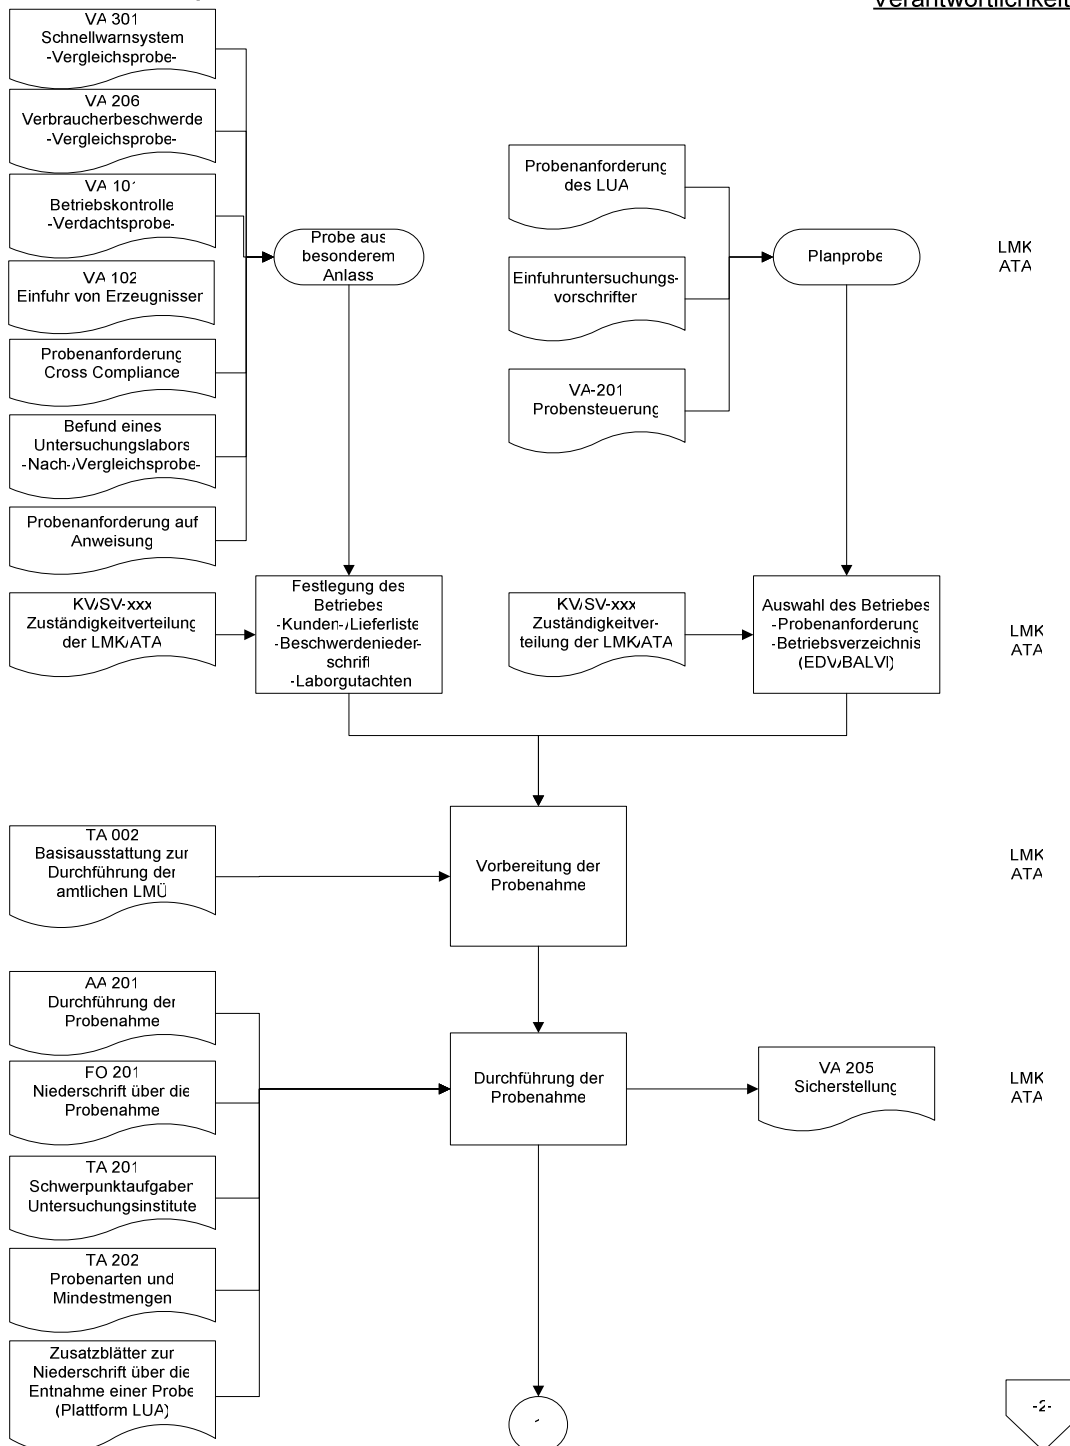 Verantwortlichkeit
VA 301
Schnellwarnsystem
-Vergleichsprobe-
VA 206
Verbraucherbeschwerde
-Vergleichsprobe-
VA 101
Betriebskontrolle
-Verdachtsprobe-
VA 102
Einfuhr von Erzeugnissen
Probenanforderung
Cross Compliance
Befund eines
Untersuchungslabors
-Nach-/Vergleichsprobe-
Probenanforderung auf
Anweisung
Probe aus
besonderem
Anlass
Probenanforderung
des LUA
Einfuhruntersuchungs-
vorschriften
VA-201
Probensteuerung
Planprobe
LMK
ATA
KV/SV-xxx
Zuständigkeitverteilung
der LMK/ATA
Festlegung des
Betriebes
-Kunden-/Lieferliste
-Beschwerdenieder-
schrift
-Laborgutachten
KV/SV-xxx
Zuständigkeitver-
teilung der LMK/ATA
Auswahl des Betriebes
-Probenanforderung
-Betriebsverzeichnis
(EDV/BALVI)
LMK
ATA
TA 002
Basisausstattung zur
Durchführung der
amtlichen LMÜ
Vorbereitung der
Probenahme
LMK
ATA
AA 201
Durchführung der
Probenahme
FO 201
Niederschrift über die
Probenahme
TA 201
Schwerpunktaufgaben
Untersuchungsinstitute
TA 202
Probenarten und
Mindestmengen
Zusatzblätter zur
Niederschrift über die
Entnahme einer Probe
(Plattform LUA)
Durchführung der
Probenahme
VA 205
Sicherstellung
LMK
ATA
-2-